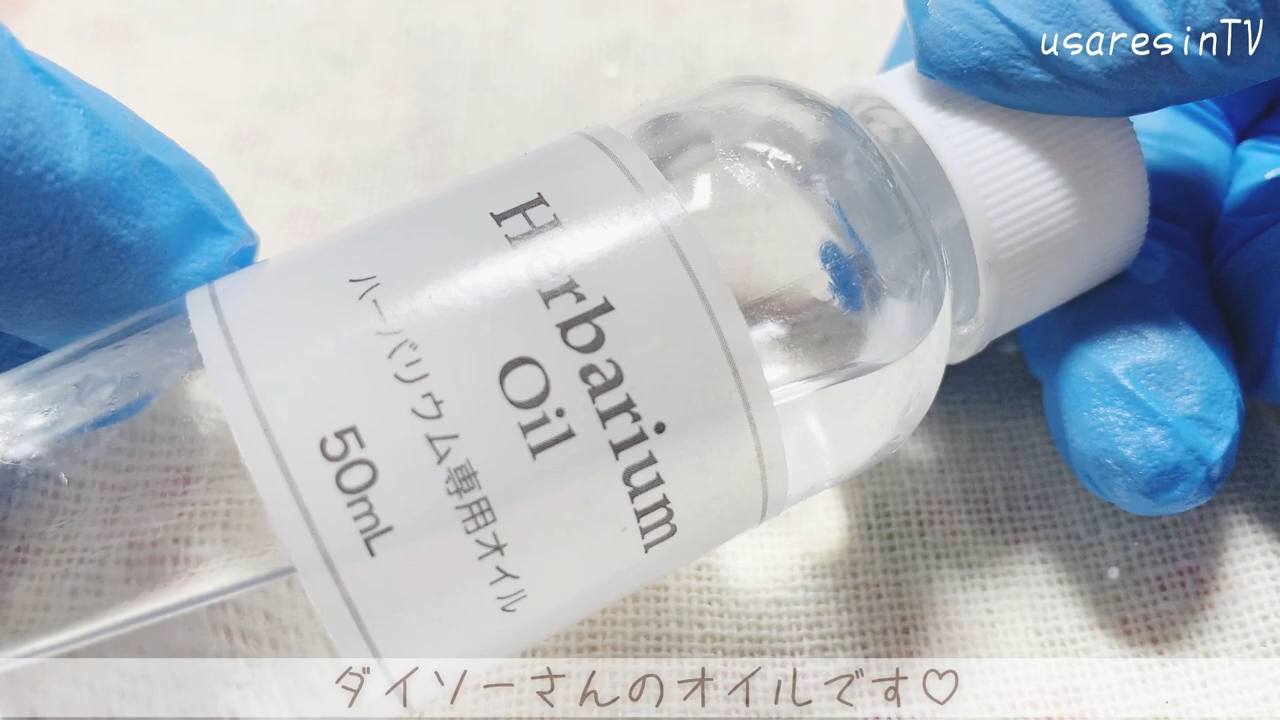 usaresinTV
Herbarium
Oil
ハーバリウム専用オイル
50mL
ダイソーさんのオイルです♡